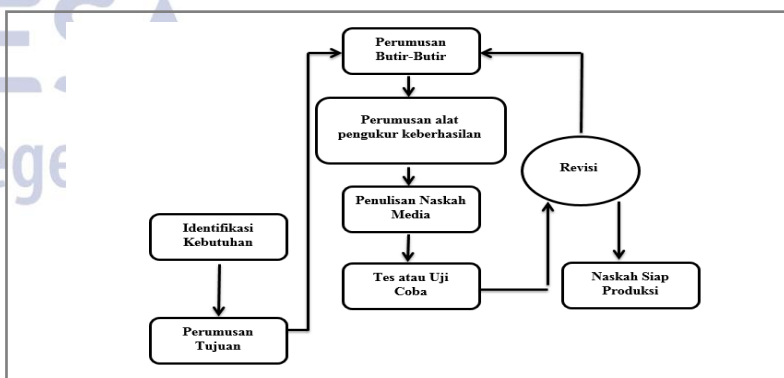 Perumusan
Butir-Butir
Perumusan alat
pengukur keberhasilan
Revisi
Penulisan Naskah
Media
Identifikasi
Kebutuhan
Tes atau Uji
Coba
Naskah Siap
Produksi
Perumusan
Tujuan